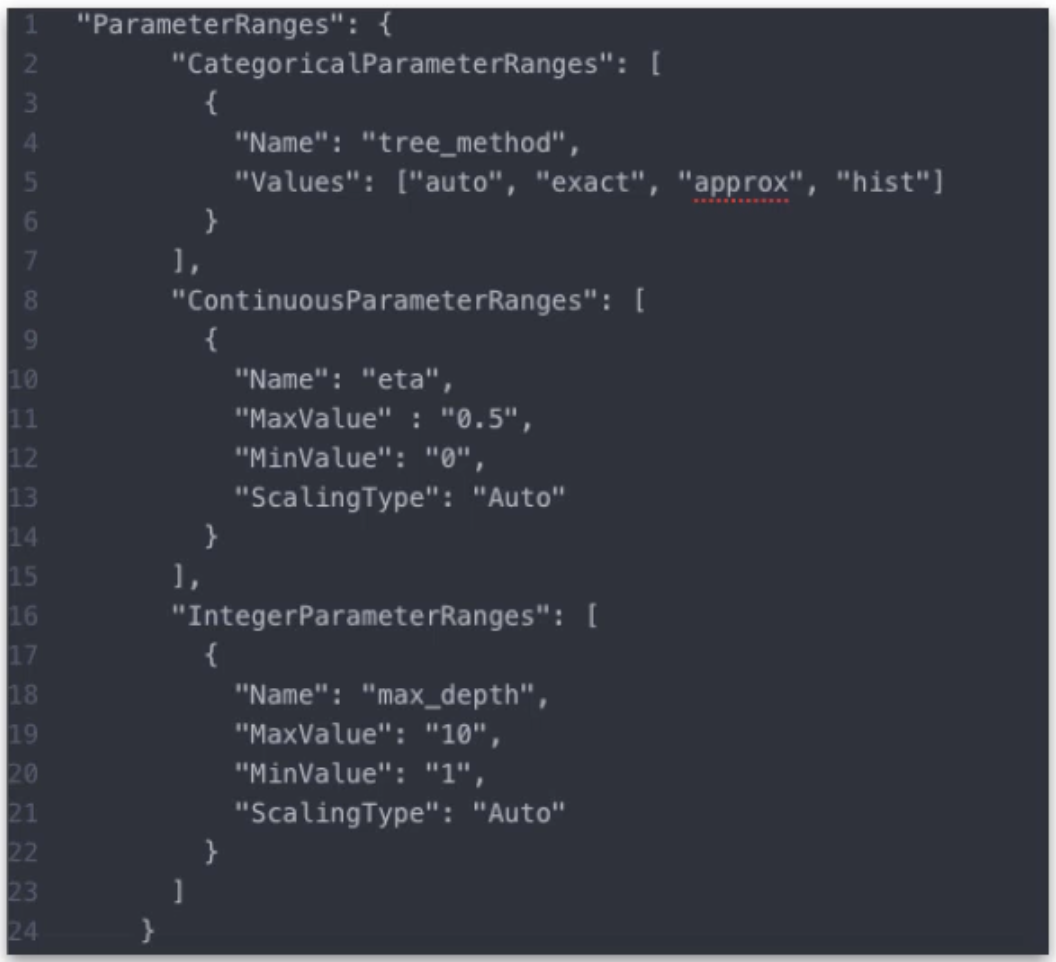 1 "ParameterRanges": {
2 "CategoricalParameterRanges": [
3 {
4 "Name": "tree_method",
5 "Values": ["auto", "exact", "approx", "hist"]
6 }
7 ],
8 "ContinuousParameterRanges": [
9 {
10 "Name": "eta",
11 "MaxValue" : "0.5",
12 "MinValue": "0",
13 "ScalingType": "Auto"
14 }
15 ],
16 "IntegerParameterRanges": [
17 {
18 "Name": "max_depth",
19 "MaxValue": "10",
20 "MinValue": "1",
21 "ScalingType": "Auto"
22 }
23 ]
24 }